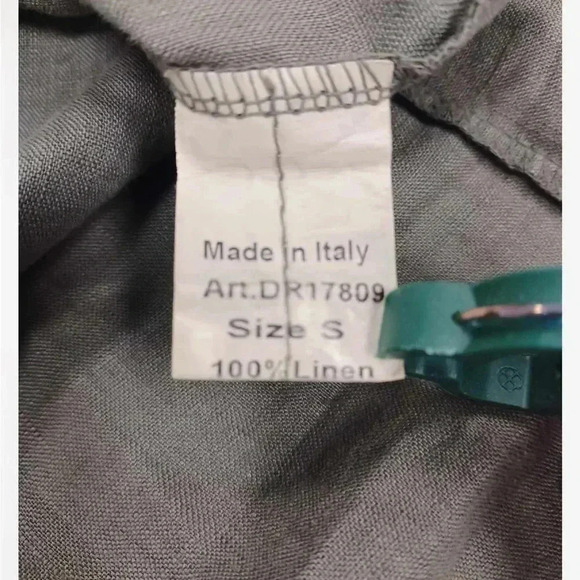 Made in Italy
Art.DR17809
Size S
100% Linen